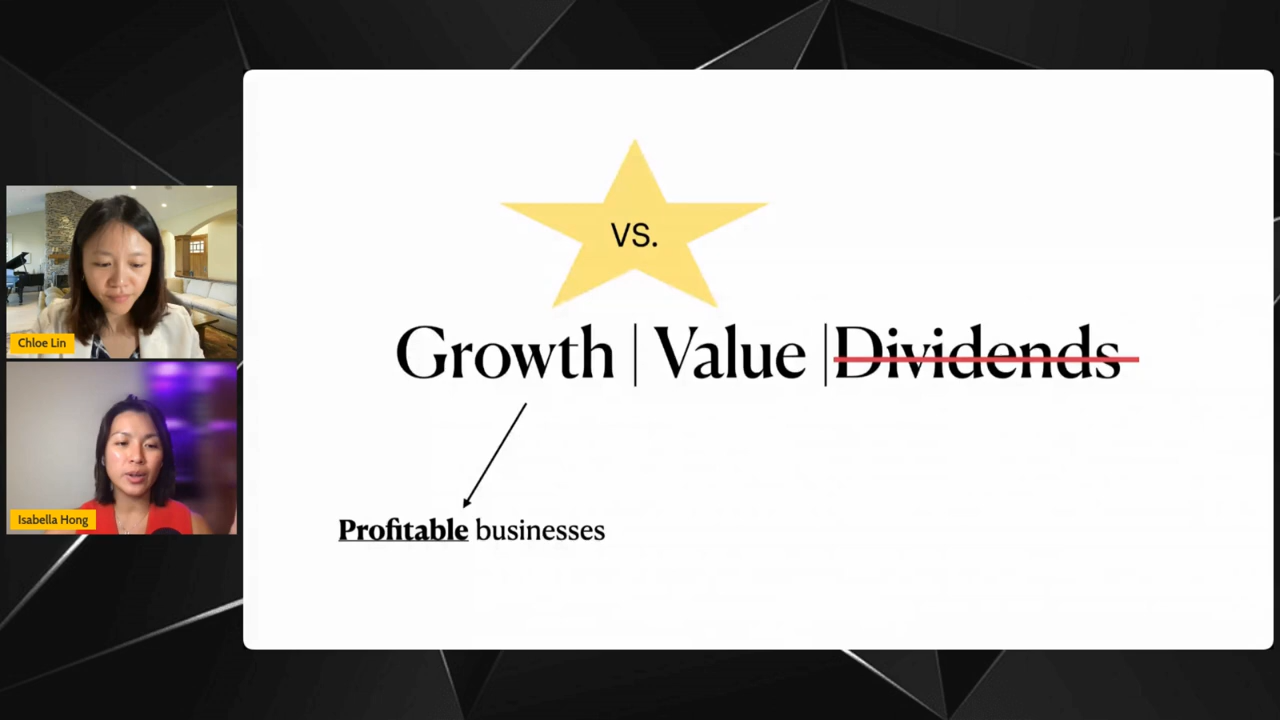 Chloe Lin
Isabella Hong
VS.
Growth | Value | Dividends
Profitable businesses